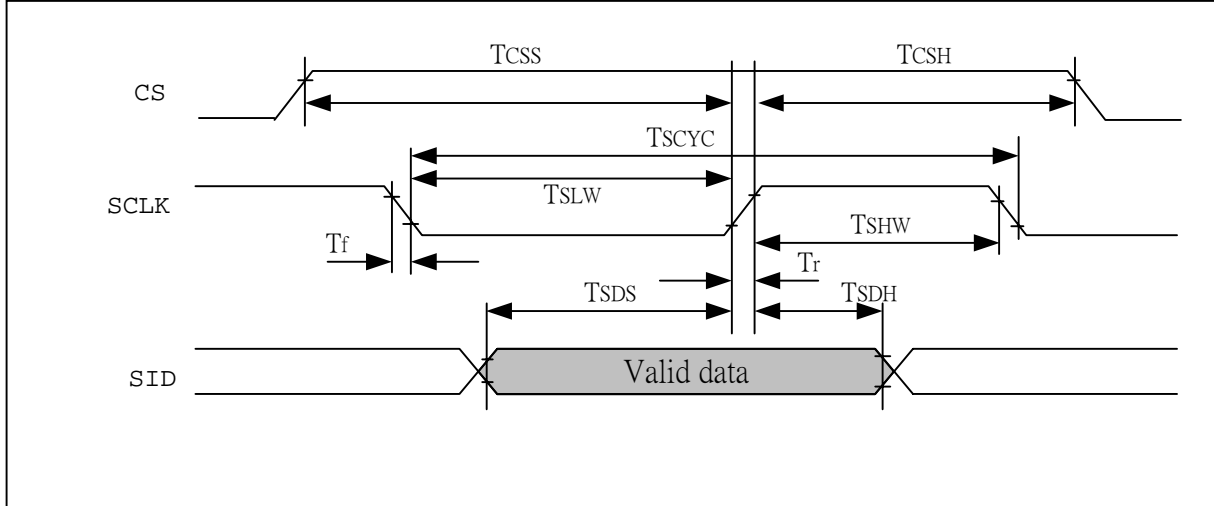 TCSS
TCSH
CS
TSCYC
TSLW
SCLK
TSHW
Tf
Tr
TSDS
TSDH
SID
Valid data